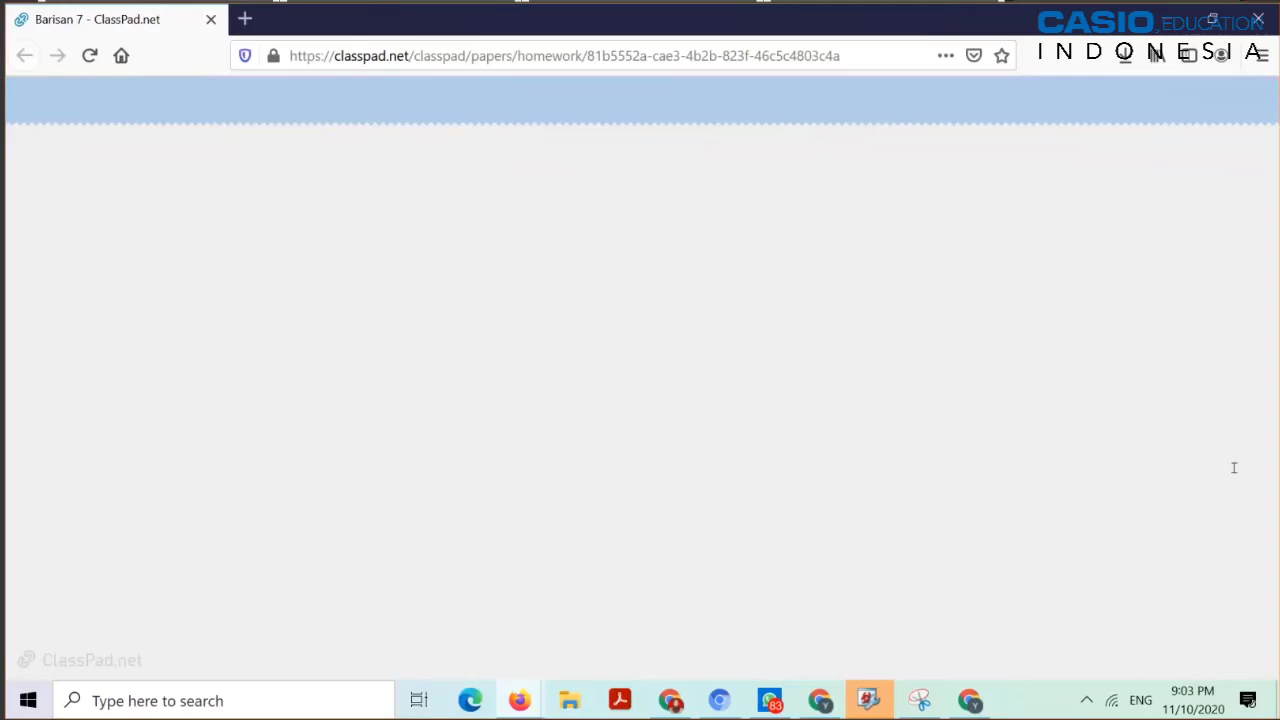 Barisan 7 - ClassPad.net
CASIO EDUCATION
INDONESIA
https://classpad.net/classpad/papers/homework/81b5552a-cae3-4b2b-823f-46c5c4803c4a
ClassPad.net
Type here to search
83
Y
Y
ENG
9:03 PM
11/10/2020